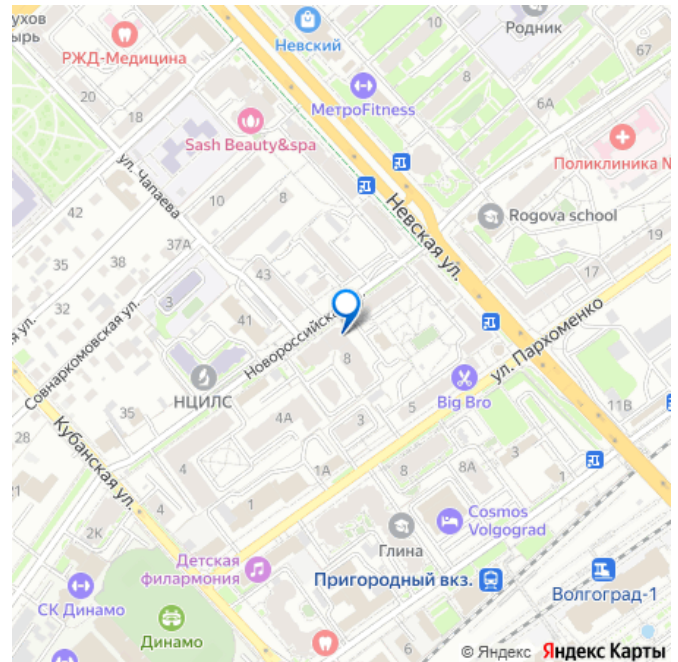 ухов
ырь
РЖД-Медицина
Невский
Родник
67
20
18
8
МетроFitness
6А
Sash Beauty&spa
Поликлиника №
ул. Чапаева
42
10
8
Невская ул.
Rogova school
37А
19
35
38
43
17
32
3
41
Новороссийская
ул. Пархоменко
я ул.
Совнаркомовская ул.
8
НЦИЛС
Big Bro
35
4А
3
5
11В
28
Кубанская ул.
4
1А
8
8А
1
21
4
1
Cosmos
Volgograd
2К
Глина
Детская
филармония
Пригородный вкз.
Волгоград-1
СК Динамо
Динамо
6
© Яндекс Яндекс Карты